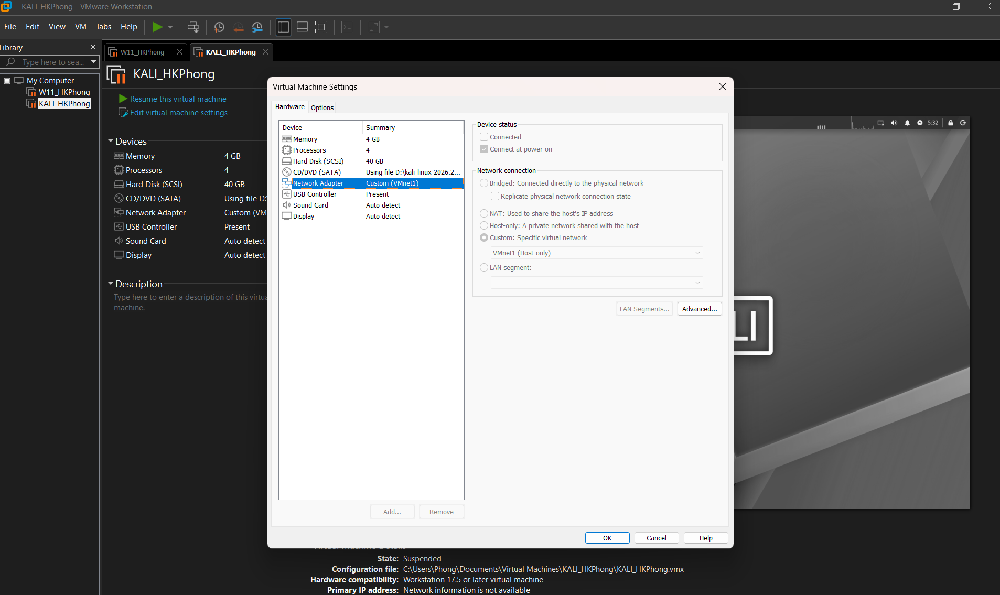 KALI_HKPhong - VMware Workstation
File Edit View VM Tabs Help
Library
Type here to sea...
My Computer
W11_HKPhong
KALI_HKPhong
W11_HKPhong
KALI_HKPhong
KALI_HKPhong
Resume this virtual machine
Edit virtual machine settings
Devices
Memory 4 GB
Processors 4
Hard Disk (SCSI) 40 GB
CD/DVD (SATA) Using file D:\
Network Adapter Custom (VM
USB Controller Present
Sound Card Auto detect
Display Auto detect
Description
Type here to enter a description of this virtua
machine.
Virtual Machine Settings
Hardware Options
Device Summary
Memory 4 GB
Processors 4
Hard Disk (SCSI) 40 GB
CD/DVD (SATA) Using file D:\kali-linux-2026.2...
Network Adapter Custom (VMnet1)
USB Controller Present
Sound Card Auto detect
Display Auto detect
Add... Remove
Device status
Connected
Connect at power on
Network connection
Bridged: Connected directly to the physical network
Replicate physical network connection state
NAT: Used to share the host's IP address
Host-only: A private network shared with the host
Custom: Specific virtual network
VMnet1 (Host-only)
LAN segment:
LAN Segments... Advanced...
OK Cancel Help
5:32
LI
State: Suspended
Configuration file: C:\Users\Phong\Documents\Virtual Machines\KALI_HKPhong\KALI_HKPhong.vmx
Hardware compatibility: Workstation 17.5 or later virtual machine
Primary IP address: Network information is not available